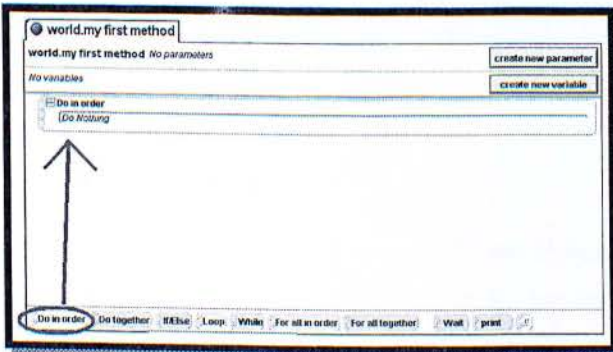 world.my first method
world.my first method No parameters
create new parameter
No variables
create new variable
Do in order
Do Nothing
Do in order Do together If/Else Loop While For all in order For all together Wait print //